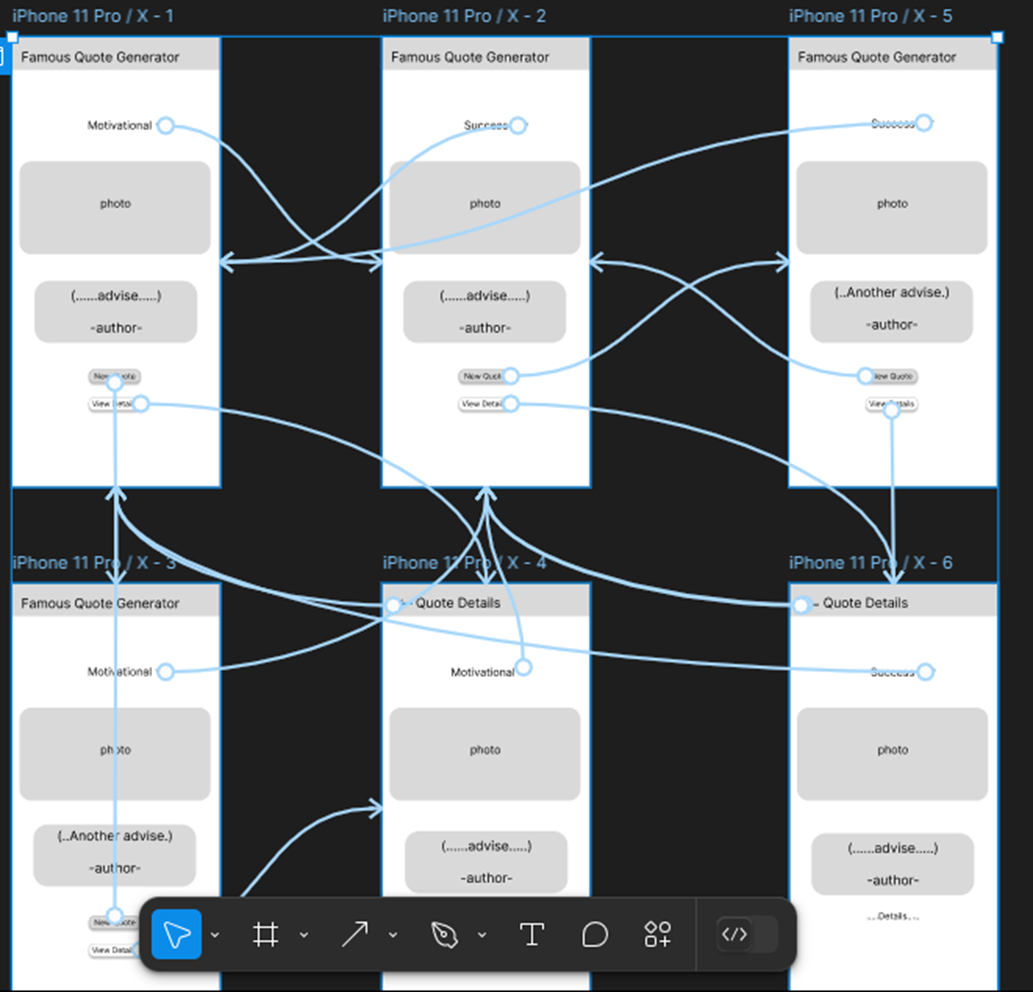 iPhone 11 Pro / X - 1
iPhone 11 Pro / X - 2
iPhone 11 Pro / X - 5
Famous Quote Generator
Famous Quote Generator
Famous Quote Generator
Motivational
Success
Success
photo
photo
photo
(......advise.....)
(......advise.....)
(..Another advise.)
-author-
-author-
-author-
New Quote
New Quote
New Quote
View Details
View Details
View Details
iPhone 11 Pro / X - 3
iPhone 11 Pro / X - 4
iPhone 11 Pro / X - 6
Famous Quote Generator
Quote Details
Quote Details
Motivational
Motivational
Success
photo
photo
photo
(..Another advise.)
(......advise.....)
(......advise.....)
-author-
-author-
-author-
New Quote
...Details...
View Details
T